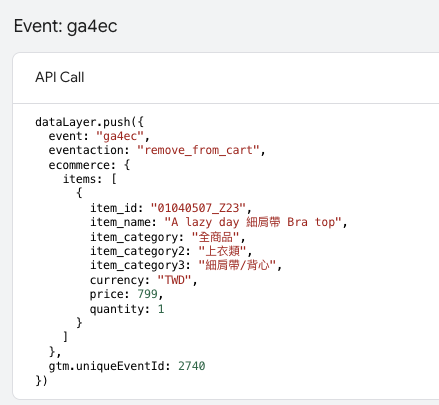 Event: ga4ec
API Call
dataLayer.push({
event: "ga4ec",
eventaction: "remove_from_cart",
ecommerce: {
items: [
{
item_id: "01040507_Z23",
item_name: "A lazy day 細肩帶 Bra top",
item_category: "全商品",
item_category2: "上衣類",
item_category3: "細肩帶/背心",
currency: "TWD",
price: 799,
quantity: 1
}
]
},
gtm.uniqueEventId: 2740
})